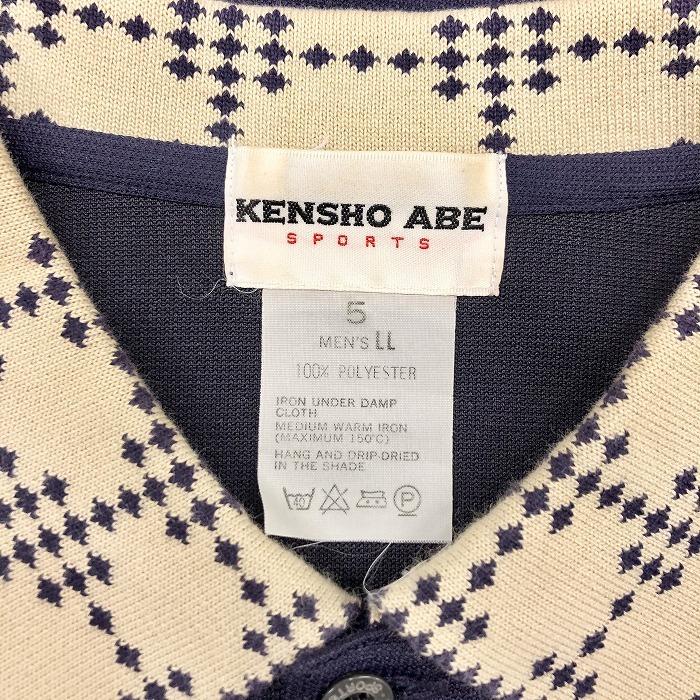 KENSHO ABE
SPORTS
5
MEN'S LL
100% POLYESTER
IRON UNDER DAMP
CLOTH
MEDIUM WARM IRON
(MAXIMUM 150°C)
HANG AND DRIP-DRIED
IN THE SHADE
40 P